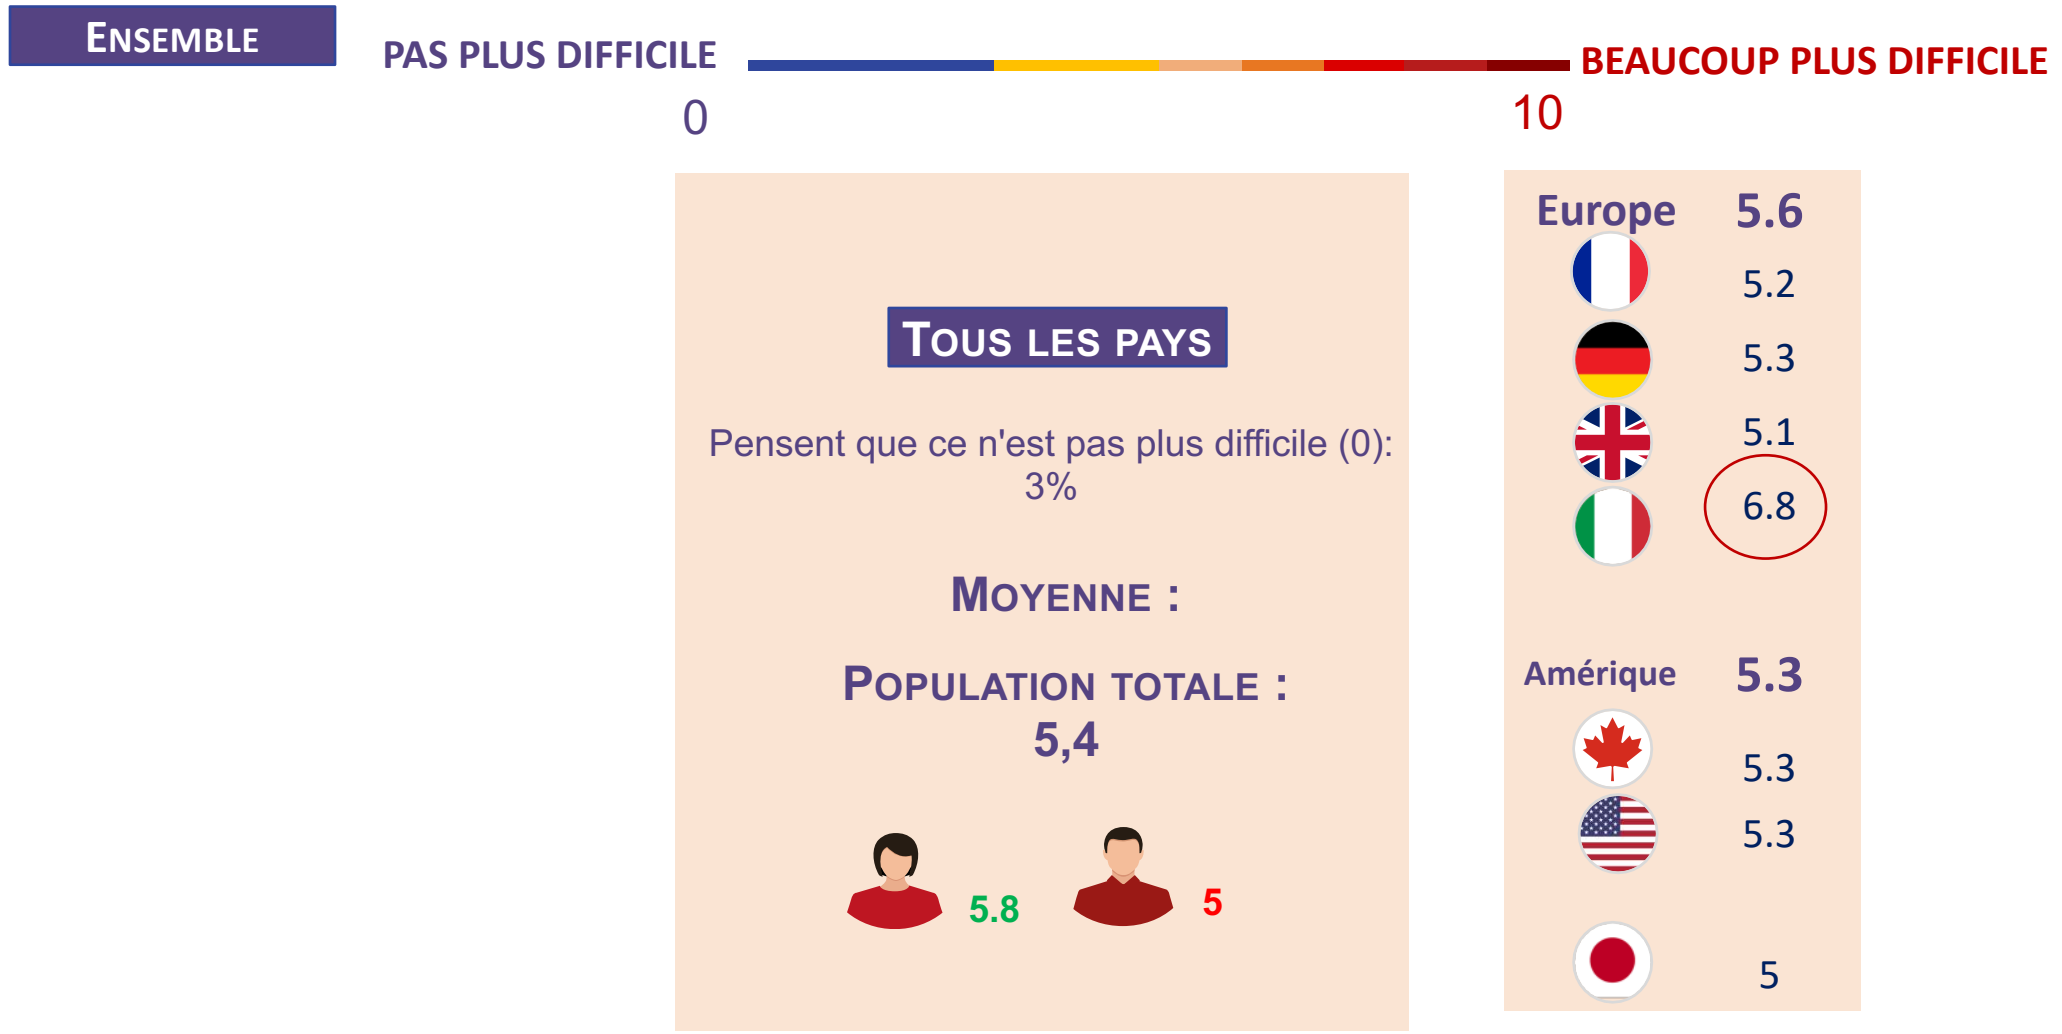 ENSEMBLE
PAS PLUS DIFFICILE
BEAUCOUP PLUS DIFFICILE
0
10
TOUS LES PAYS
Pensent que ce n'est pas plus difficile (0):
3%
MOYENNE :
POPULATION TOTALE :
5,4
5.8
5
Europe 5.6
5.2
5.3
5.1
6.8
Amérique 5.3
5.3
5.3
5